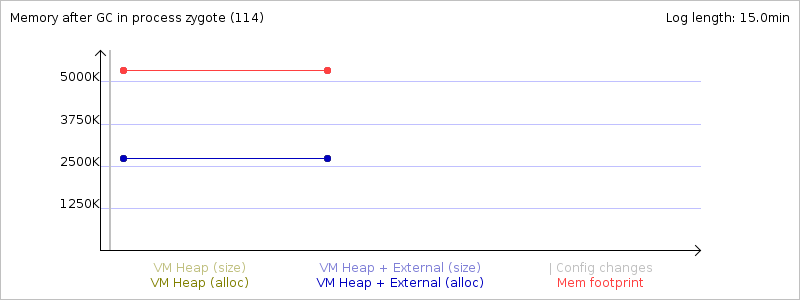 Memory after GC in process zygote (114)
Log length: 15.0min
5000K
3750K
2500K
1250K
VM Heap (size)
VM Heap + External (size)
| Config changes
VM Heap (alloc)
VM Heap + External (alloc)
Mem footprint